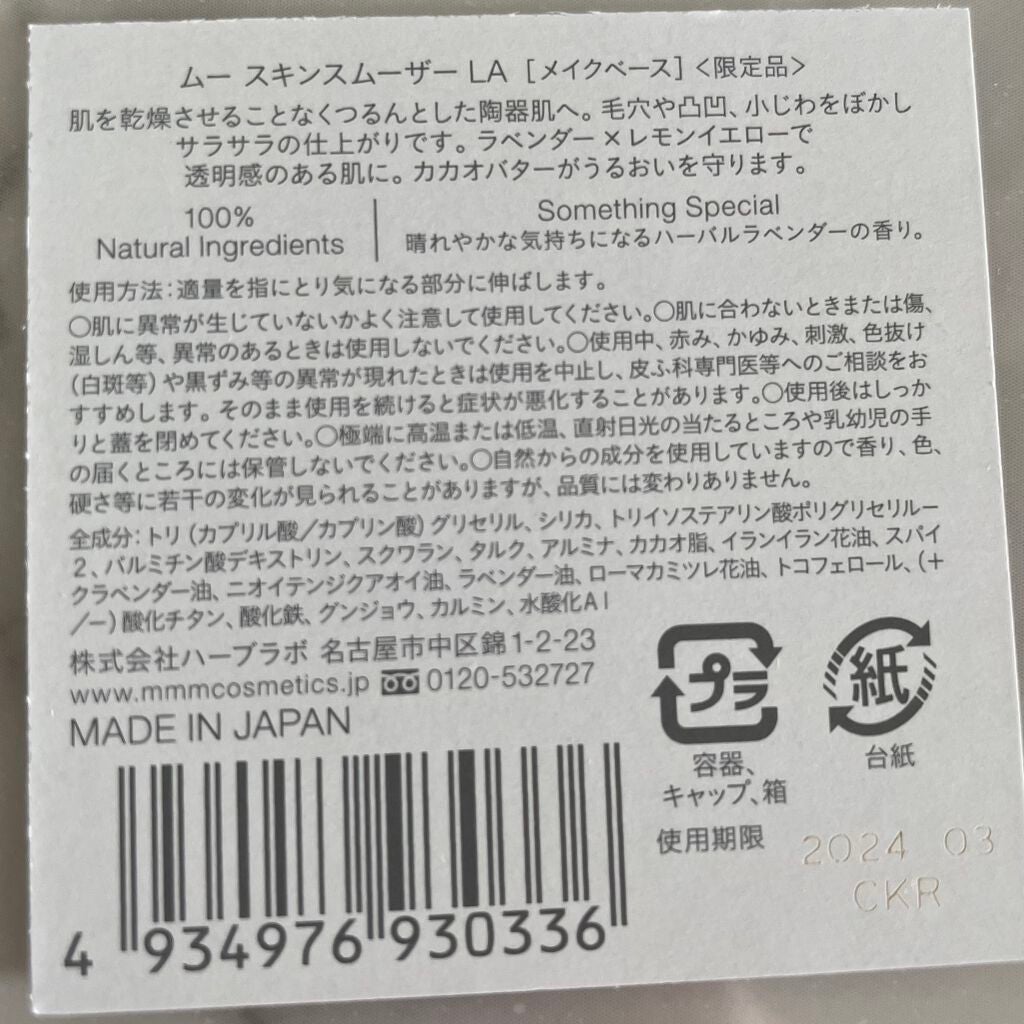 ムー スキンスムーザー LA [メイクベース] <限定品>
肌を乾燥させることなくつるんとした陶器肌へ。毛穴や凸凹、小じわをぼかし
サラサラの仕上がりです。ラベンダー×レモンイエローで
透明感のある肌に。カカオバターがうるおいを守ります。
100%
Natural Ingredients
Something Special
晴れやかな気持ちになるハーバルラベンダーの香り。
使用方法:適量を指にとり気になる部分に伸ばします。
○肌に異常が生じていないかよく注意して使用してください。○肌に合わないときまたは傷、
湿しん等、異常のあるときは使用しないでください。○使用中、赤み、かゆみ、刺激、色抜け
(白斑等)や黒ずみ等の異常が現れたときは使用を中止し、皮ふ科専門医等へのご相談をお
すすめします。そのまま使用を続けると症状が悪化することがあります。○使用後はしっか
りと蓋を閉めてください。○極端に高温または低温、直射日光の当たるところや乳幼児の手
の届くところには保管しないでください。○自然からの成分を使用していますので香り、色、
硬さ等に若干の変化が見られることがありますが、品質には変わりありません。
全成分:トリ(カプリル酸/カプリン酸)グリセリル、シリカ、トリイソステアリン酸ポリグリセリルー
2、パルミチン酸デキストリン、スクワラン、タルク、アルミナ、カカオ脂、イランイラン花油、スパイ
クラベンダー油、ニオイテンジクアオイ油、ラベンダー油、ローマカミツレ花油、トコフェロール、(+
/-)酸化チタン、酸化鉄、グンジョウ、カルミン、水酸化Al
株式会社ハーブラボ 名古屋市中区錦1-2-23
www.mmmcosmetics.jp 0120-532727
MADE IN JAPAN
プラ
容器、
キャップ、箱
紙
台紙
使用期限
2024 03
CKR
4 934976 930336